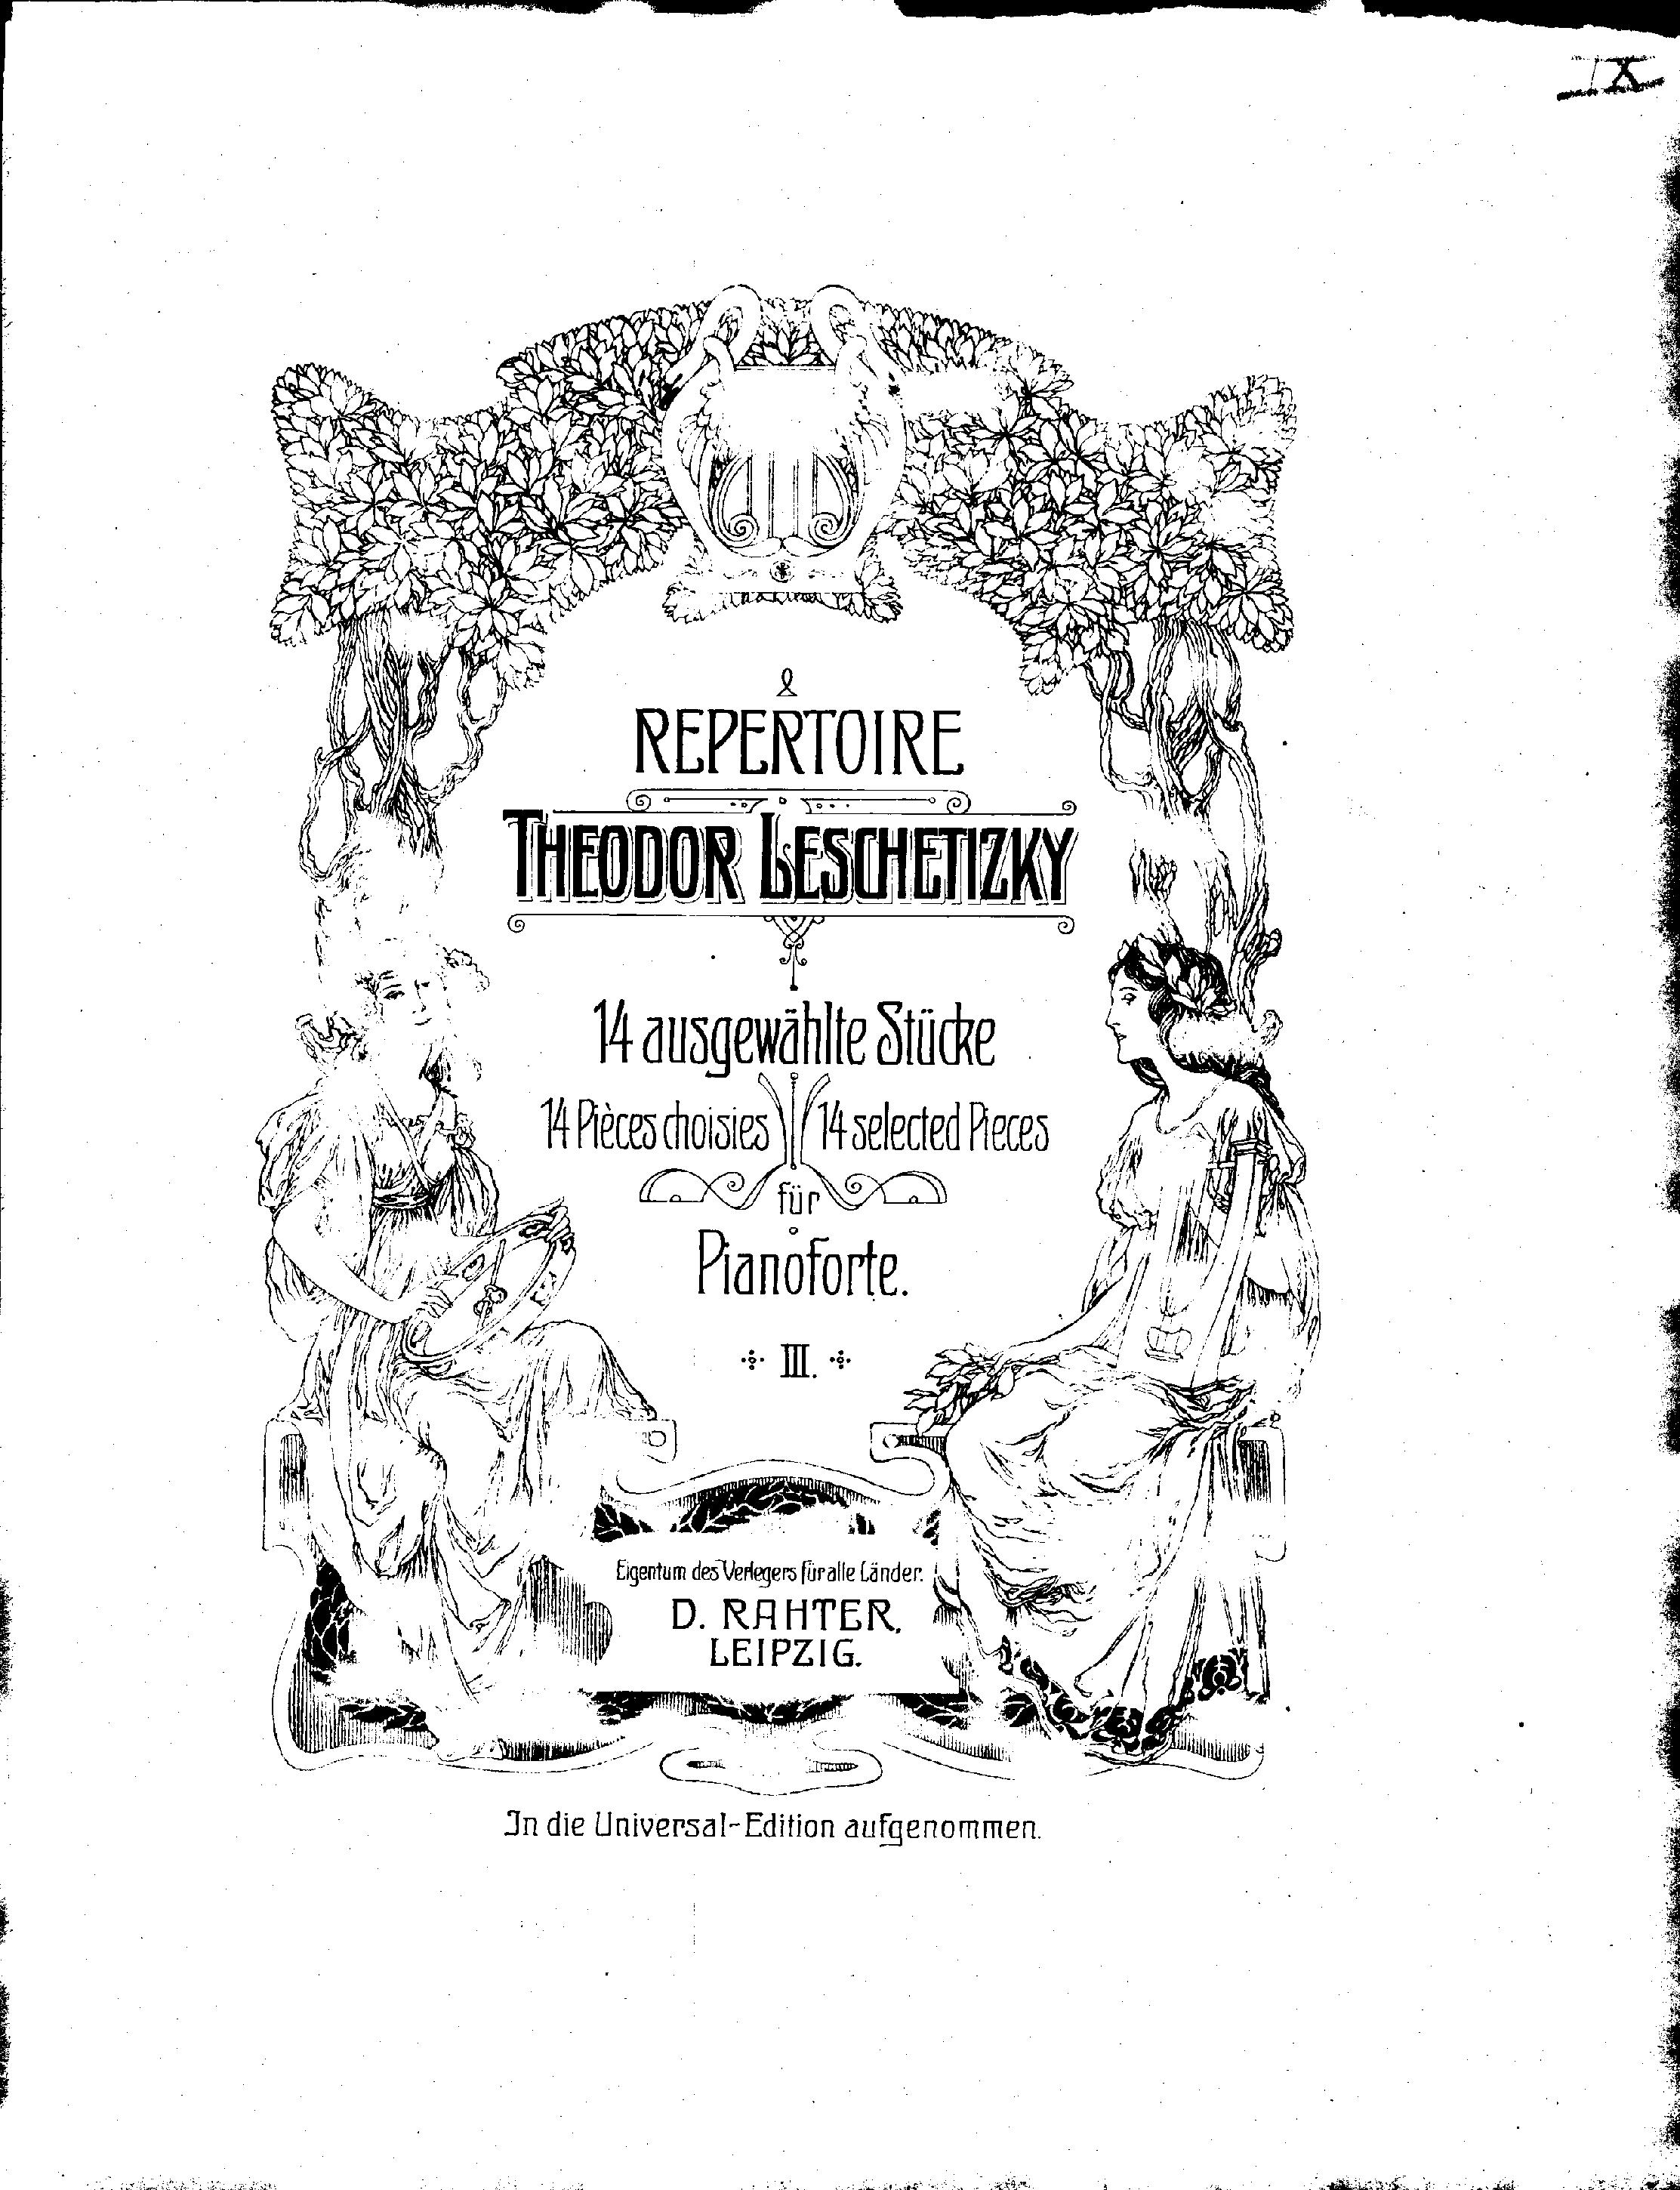 IX
REPERTOIRE
THEODOR LESCHETIZKY
14 ausgewählte Stücke
14 Pièces choisies 14 selected Pieces
für
Pianoforte.
III.
Eigentum des Verlegers für alle Länder.
D. RAHTER.
LEIPZIG.
In die Universal-Edition aufgenommen.